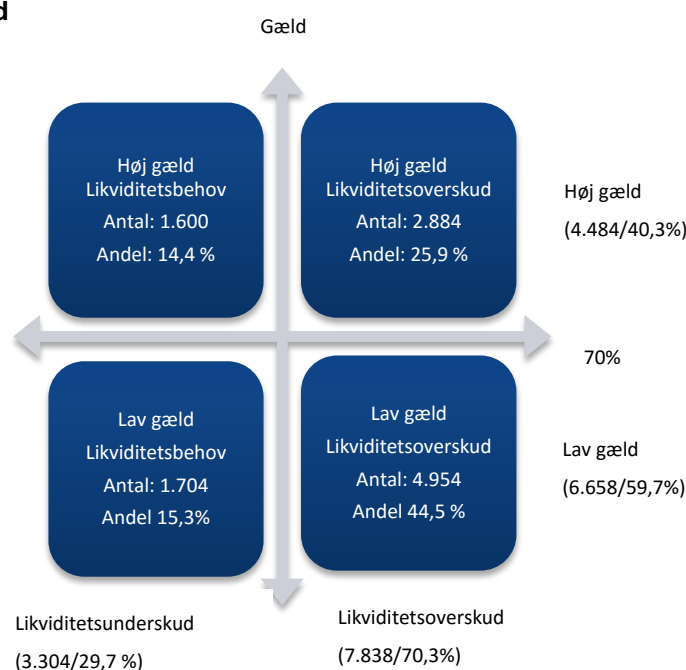 d
Gæld
Høj gæld
Likviditetsbehov
Antal: 1.600
Andel: 14,4 %
Høj gæld
Likviditetsoverskud
Antal: 2.884
Andel: 25,9 %
Høj gæld
(4.484/40,3%)
70%
Lav gæld
Likviditetsbehov
Antal: 1.704
Andel 15,3%
Lav gæld
Likviditetsoverskud
Antal: 4.954
Andel 44,5 %
Lav gæld
(6.658/59,7%)
Likviditetsunderskud
(3.304/29,7 %)
Likviditetsoverskud
(7.838/70,3%)